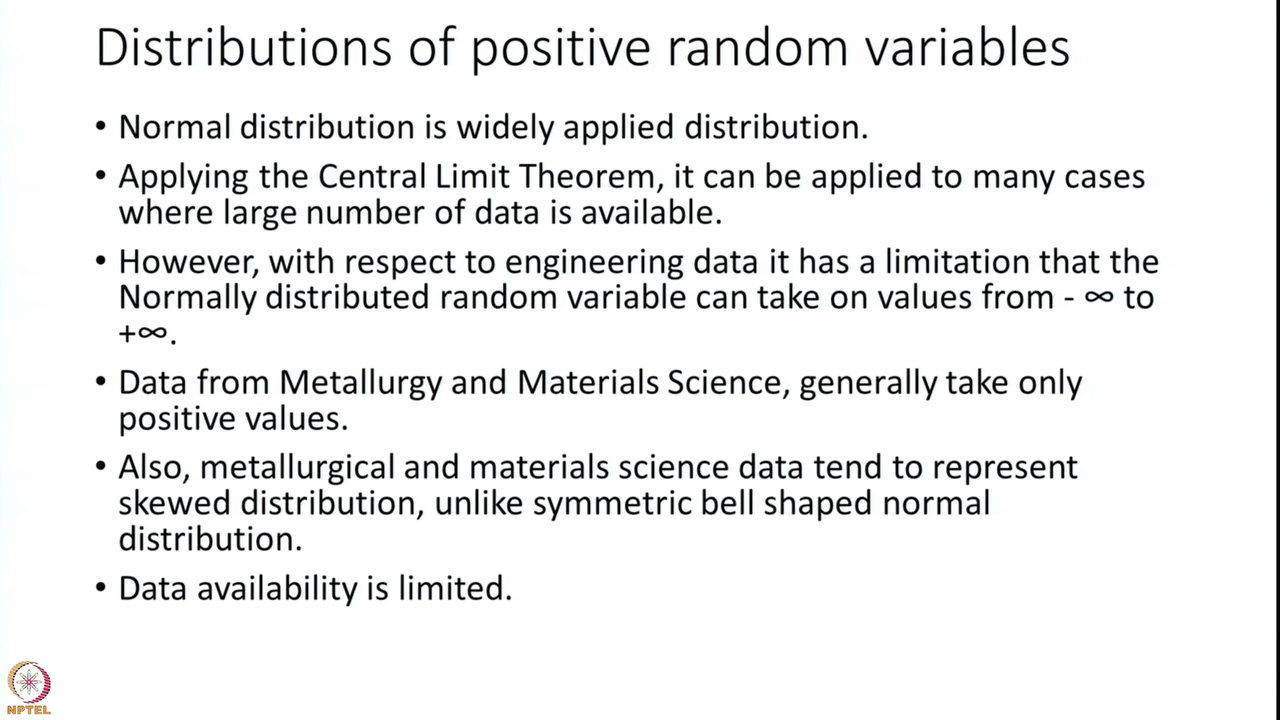 Distributions of positive random variables
• Normal distribution is widely applied distribution.
• Applying the Central Limit Theorem, it can be applied to many cases
where large number of data is available.
• However, with respect to engineering data it has a limitation that the
Normally distributed random variable can take on values from - ∞ to
+∞.
• Data from Metallurgy and Materials Science, generally take only
positive values.
• Also, metallurgical and materials science data tend to represent
skewed distribution, unlike symmetric bell shaped normal
distribution.
• Data availability is limited.
NPTEL